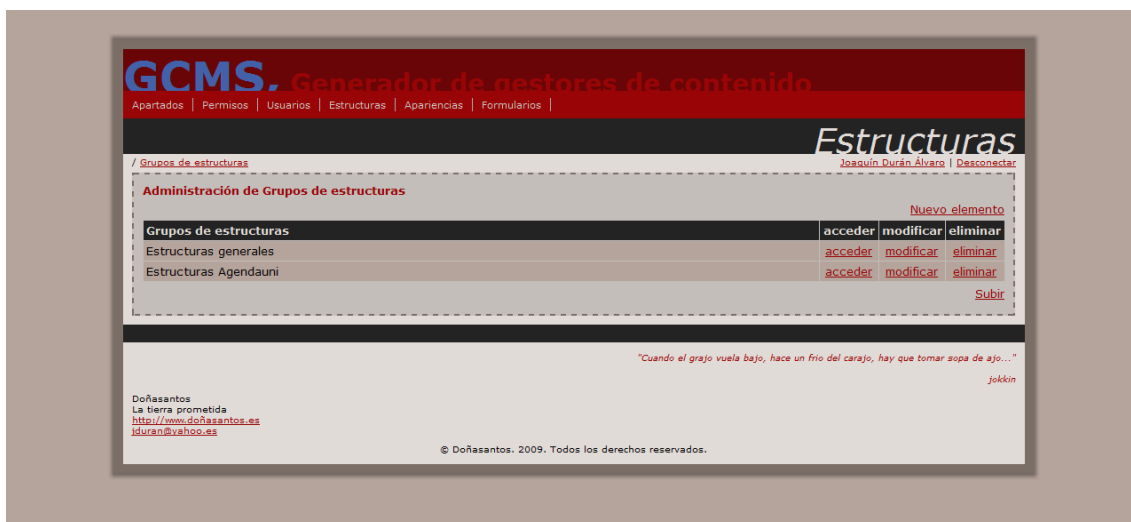 GCMS, Generador de gestores de contenido
Apartados | Permisos | Usuarios | Estructuras | Apariencias | Formularios |
Estructuras
/ Grupos de estructuras Joaquín Durán Álvaro | Desconectar
Administración de Grupos de estructuras
Nuevo elemento
Grupos de estructuras acceder modificar eliminar
Estructuras generales acceder modificar eliminar
Estructuras Agendauni acceder modificar eliminar
Subir
"Cuando el grajo vuela bajo, hace un frio del carajo, hay que tomar sopa de ajo..."
jokkin
Doñasantos
La tierra prometida
http://www.doñasantos.es
jduran@yahoo.es
© Doñasantos. 2009. Todos los derechos reservados.